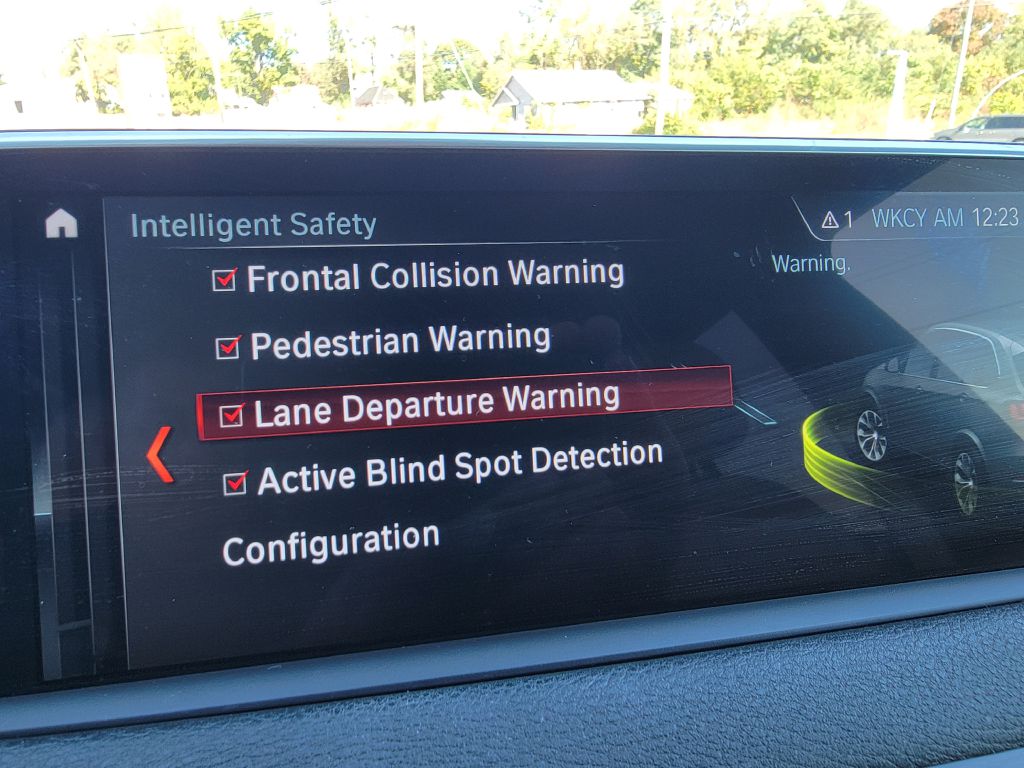 Intelligent Safety
1 WKCY AM 12:23
Frontal Collision Warning
Warning.
Pedestrian Warning
Lane Departure Warning
Active Blind Spot Detection
Configuration